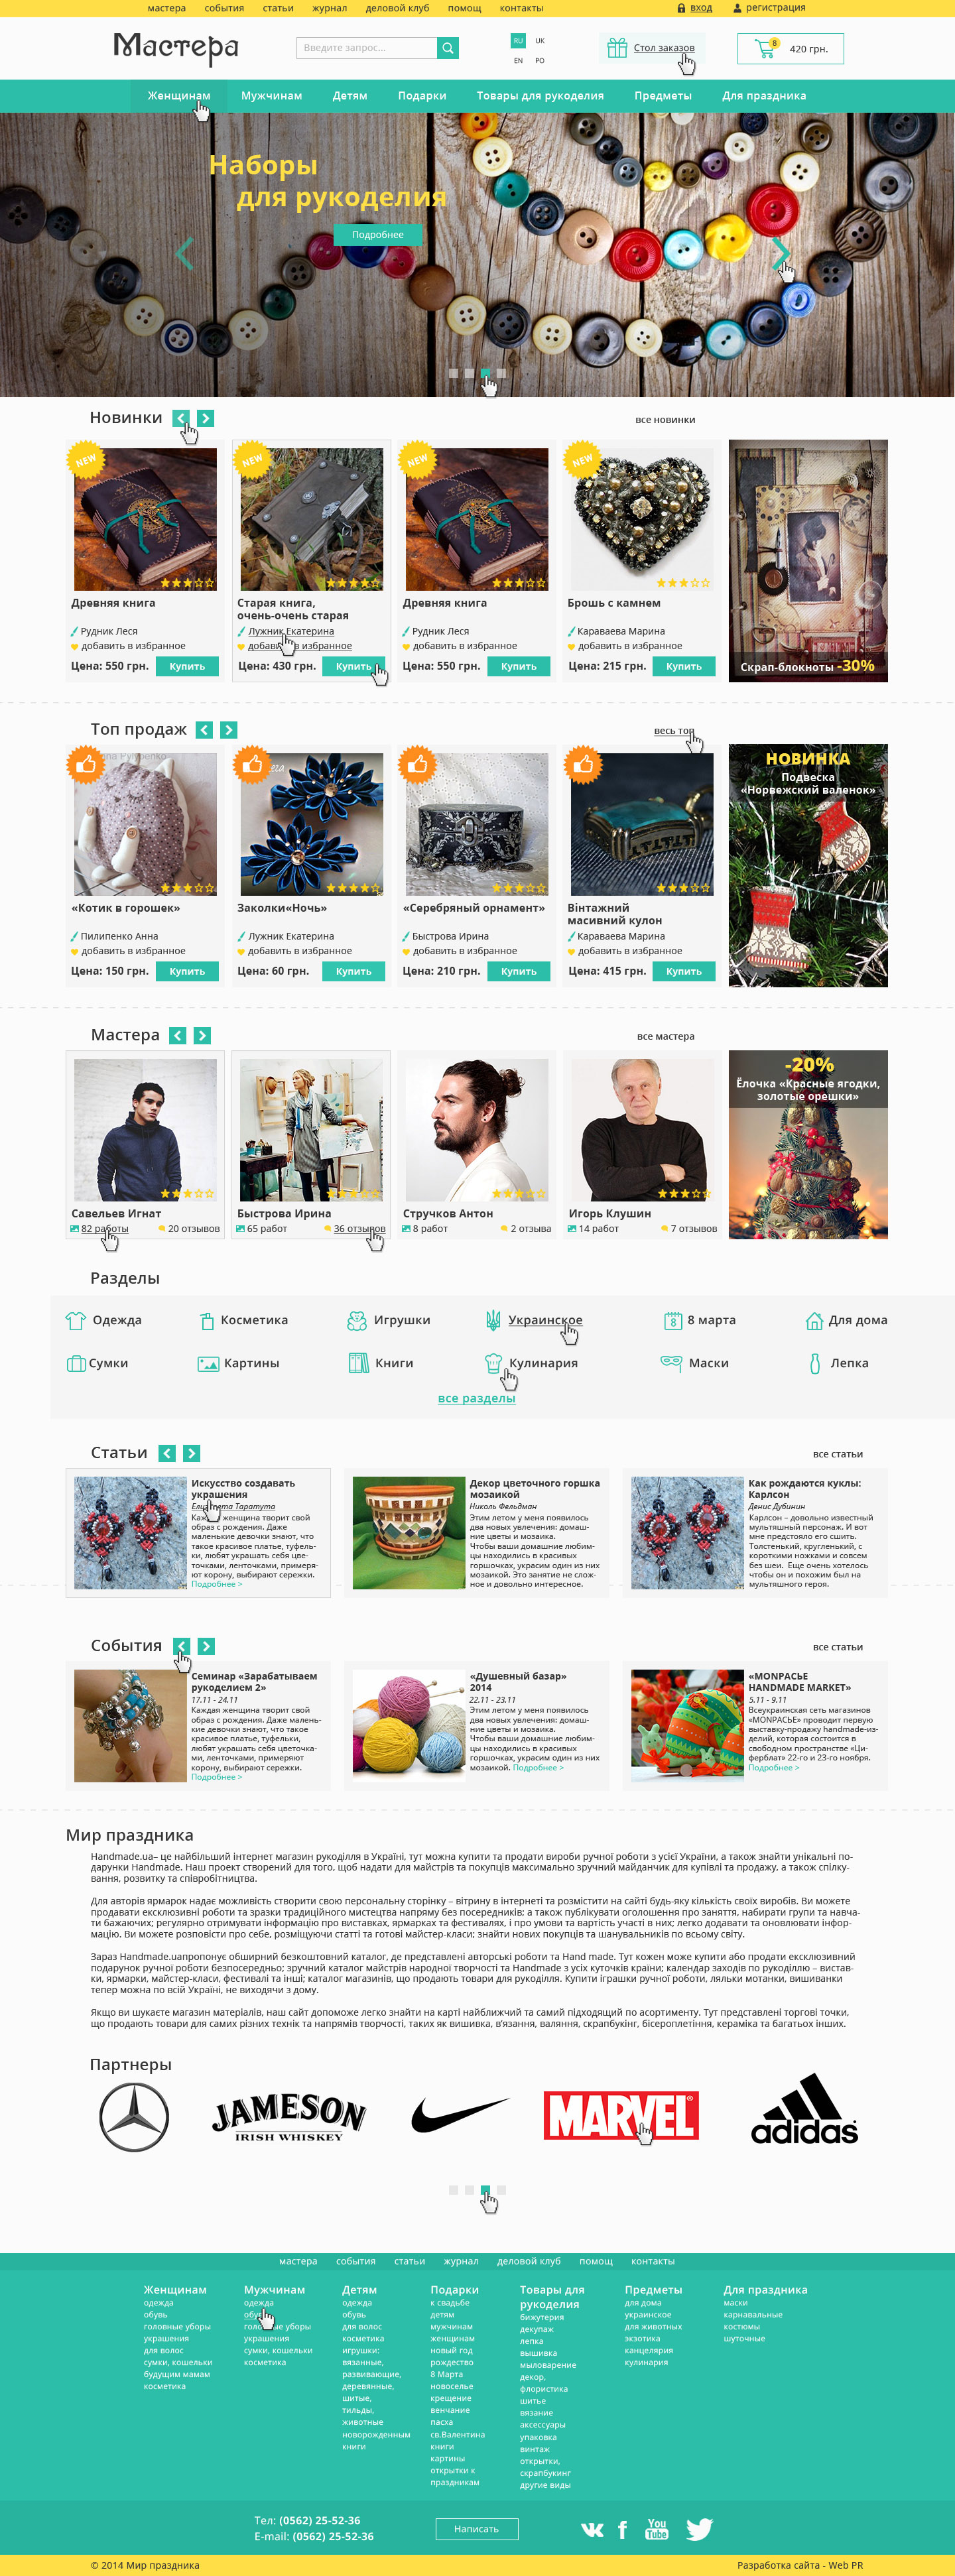 мастера события статьи журнал деловой клуб помощ контакты вход регистрация
Мастера
Введите запрос...
RU UK
EN PO
Стол заказов
8
420 грн.
Женщинам Мужчинам Детям Подарки Товары для рукоделия Предметы Для праздника
Наборы
для рукоделия
Подробнее
Новинки
все новинки
NEW
NEW
NEW
NEW
Древняя книга
Рудник Леся
добавить в избранное
Цена: 550 грн. Купить
Старая книга,
очень-очень старая
Лужник Екатерина
добавить в избранное
Цена: 430 грн. Купить
Древняя книга
Рудник Леся
добавить в избранное
Цена: 550 грн. Купить
Брошь с камнем
Караваева Марина
добавить в избранное
Цена: 215 грн. Купить
Скрап-блокноты -30%
Топ продаж
весь топ
«Котик в горошек»
Пилипенко Анна
добавить в избранное
Цена: 150 грн. Купить
Заколки«Ночь»
Лужник Екатерина
добавить в избранное
Цена: 60 грн. Купить
«Серебряный орнамент»
Быстрова Ирина
добавить в избранное
Цена: 210 грн. Купить
Вінтажний
масивний кулон
Караваева Марина
добавить в избранное
Цена: 415 грн. Купить
НОВИНКА
Подвеска
«Норвежский валенок»
Мастера
все мастера
Савельев Игнат
82 работы 20 отзывов
Быстрова Ирина
65 работ 36 отзывов
Стручков Антон
8 работ 2 отзыва
Игорь Клушин
14 работ 7 отзывов
-20%
Ёлочка «Красные ягодки,
золотые орешки»
Разделы
Одежда Косметика Игрушки Украинское 8 8 марта Для дома
Сумки Картины Книги Кулинария Маски Лепка
все разделы
Статьи
все статьи
Искусство создавать
украшения
Елизавета Таратута
Каждая женщина творит свой
образ с рождения. Даже
маленькие девочки знают, что
такое красивое платье, туфель-
ки, любят украшать себя цве-
точками, ленточками, примеря-
ют корону, выбирают сережки.
Подробнее >
Декор цветочного горшка
мозаикой
Николь Фельдман
Этим летом у меня появилось
два новых увлечения: домаш-
ние цветы и мозаика.
Чтобы ваши домашние любим-
цы находились в красивых
горшочках, украсим один из них
мозаикой. Это занятие не слож-
ное и довольно интересное.
Как рождаются куклы:
Карлсон
Денис Дубинин
Карлсон – довольно известный
мультяшный персонаж. И вот
мне предстояло его сшить.
Толстенький, кругленький, с
короткими ножками и совсем
без шеи. Еще очень хотелось
чтобы он и похожим был на
мультяшного героя.
События
все статьи
Семинар «Зарабатываем
рукоделием 2»
17.11 - 24.11
Каждая женщина творит свой
образ с рождения. Даже малень-
кие девочки знают, что такое
красивое платье, туфельки,
любят украшать себя цветочка-
ми, ленточками, примеряют
корону, выбирают сережки.
Подробнее >
«Душевный базар»
2014
22.11 - 23.11
Этим летом у меня появилось
два новых увлечения: домаш-
ние цветы и мозаика.
Чтобы ваши домашние любим-
цы находились в красивых
горшочках, украсим один из них
мозаикой. Подробнее >
«MONPACЬE
HANDMADE MARKET»
5.11 - 9.11
Всеукраинская сеть магазинов
«MONPACЬE» проводит первую
выставку-продажу handmade-из-
делий, которая состоится в
свободном пространстве «Ци-
ферблат» 22-го и 23-го ноября.
Подробнее >
Мир праздника
Handmade.ua– це найбільший інтернет магазин рукоділля в Україні, тут можна купити та продати вироби ручної роботи з усієї України, а також знайти унікальні по-
дарунки Handmade. Наш проект створений для того, щоб надати для майстрів та покупців максимально зручний майданчик для купівлі та продажу, а також спілку-
вання, розвитку та співробітництва.
Для авторів ярмарок надає можливість створити свою персональну сторінку – вітрину в інтернеті та розмістити на сайті будь-яку кількість своїх виробів. Ви можете
продавати ексклюзивні роботи та зразки традиційного мистецтва напряму без посередників; а також публікувати оголошення про заняття, набирати групи та навча-
ти бажаючих; регулярно отримувати інформацію про виставках, ярмарках та фестивалях, і про умови та вартість участі в них; легко додавати та оновлювати інфор-
мацію. Ви можете розповісти про себе, розміщуючи статті та готові майстер-класи; знайти нових покупців та шанувальників по всьому світу.
Зараз Handmade.uaпропонує обширний безкоштовний каталог, де представлені авторські роботи та Hand made. Тут кожен може купити або продати ексклюзивний
подарунок ручної роботи безпосередньо; зручний каталог майстрів народної творчості та Handmade з усіх куточків країни; календар заходів по рукоділлю – вистав-
ки, ярмарки, майстер-класи, фестивалі та інші; каталог магазинів, що продають товари для рукоділля. Купити іграшки ручної роботи, ляльки мотанки, вишиванки
тепер можна по всій Україні, не виходячи з дому.
Якщо ви шукаєте магазин матеріалів, наш сайт допоможе легко знайти на карті найближчий та самий підходящий по асортименту. Тут представлені торгові точки,
що продають товари для самих різних технік та напрямів творчості, таких як вишивка, в’язання, валяння, скрапбукінг, бісероплетіння, кераміка та багатьох інших.
Партнеры
JAMESON
IRISH WHISKEY
MARVEL
adidas
мастера события статьи журнал деловой клуб помощ контакты
Женщинам
одежда
обувь
головные уборы
украшения
для волос
сумки, кошельки
будущим мамам
косметика
Мужчинам
одежда
обувь
головные уборы
украшения
сумки, кошельки
косметика
Детям
одежда
обувь
для волос
косметика
игрушки:
вязанные,
развивающие,
деревянные,
шитые,
тильды,
животные
новорожденным
книги
Подарки
к свадьбе
детям
мужчинам
женщинам
новый год
рождество
8 Марта
новоселье
крещение
венчание
пасха
св.Валентина
книги
картины
открытки к
праздникам
Товары для
рукоделия
бижутерия
декупаж
лепка
вышивка
мыловарение
декор,
флористика
шитье
вязание
аксессуары
упаковка
винтаж
открытки,
скрапбукинг
другие виды
Предметы
для дома
украинское
для животных
экзотика
канцелярия
кулинария
Для праздника
маски
карнавальные
костюмы
шуточные
Тел: (0562) 25-52-36
E-mail: (0562) 25-52-36
Написать
You
Tube
© 2014 Мир праздника
Разработка сайта - Web PR